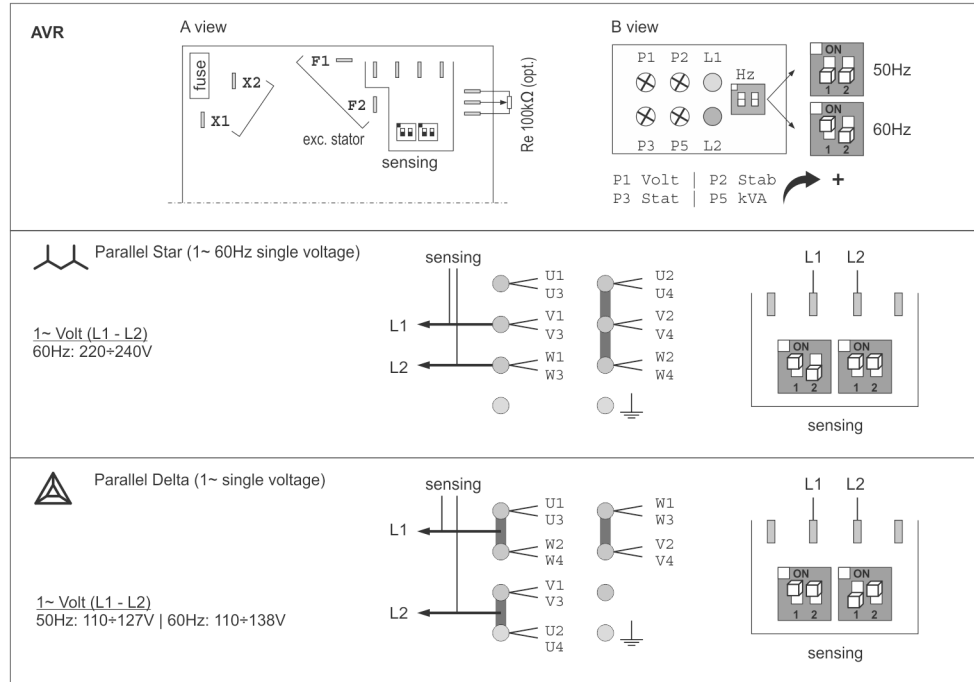 AVR
A view
fuse
X2
X1
F1
F2
exc. stator
sensing
Re 100kΩ (opt.)
B view
P1 P2 L1
Hz
P3 P5 L2
ON
1 2
50Hz
ON
1 2
60Hz
P1 Volt | P2 Stab
P3 Stat | P5 kVA
+
Parallel Star (1~ 60Hz single voltage)
1~ Volt (L1 - L2)
60Hz: 220÷240V
sensing
L1
L2
U1
U3
V1
V3
W1
W3
U2
U4
V2
V4
W2
W4
L1 L2
ON ON
1 2 1 2
sensing
Parallel Delta (1~ single voltage)
1~ Volt (L1 - L2)
50Hz: 110÷127V | 60Hz: 110÷138V
sensing
L1
L2
U1
U3
W2
W4
V1
V3
U2
U4
W1
W3
V2
V4
L1 L2
ON ON
1 2 1 2
sensing